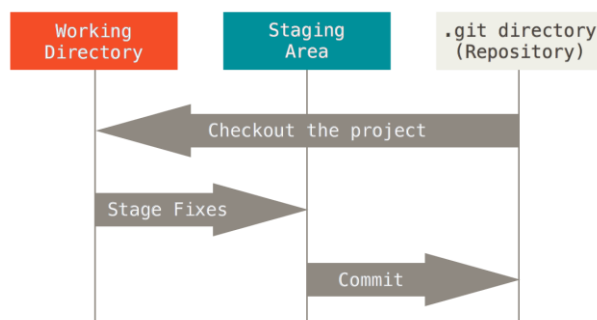 Working
Directory
Staging
Area
.git directory
(Repository)
Checkout the project
Stage Fixes
Commit